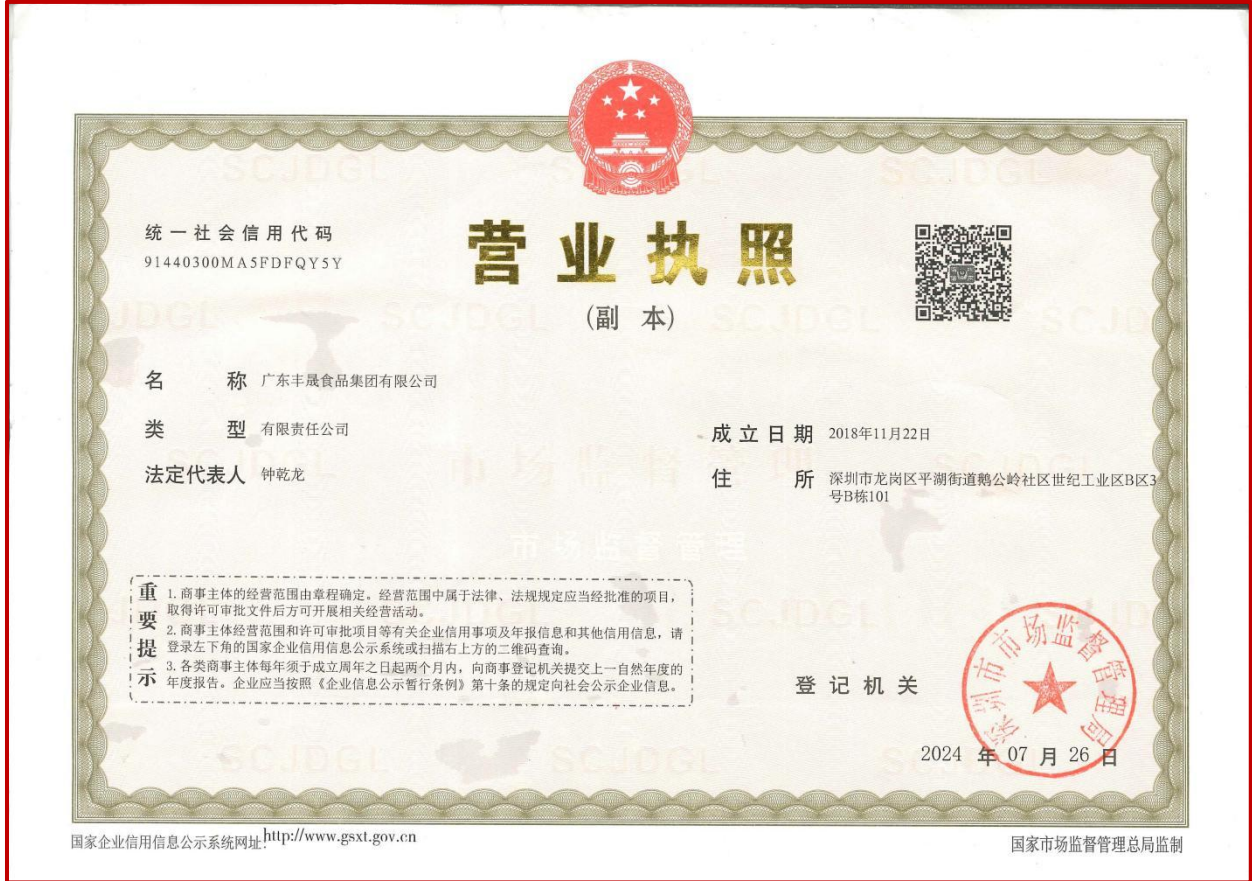 统一社会信用代码
91440300MA5FDFQY5Y
营业执照
(副 本)
名 称 广东丰晟食品集团有限公司
类 型 有限责任公司
法定代表人 钟乾龙
成立日期 2018年11月22日
住 所 深圳市龙岗区平湖街道鹅公岭社区世纪工业区B区3
号B栋101
重要提示
1. 商事主体的经营范围由章程确定。经营范围中属于法律、法规规定应当经批准的项目，
取得许可审批文件后方可开展相关经营活动。
2. 商事主体经营范围和许可审批项目等有关企业信用事项及年报信息和其他信用信息，请
登录左下角的国家企业信用信息公示系统或扫描右上方的二维码查询。
3. 各类商事主体每年须于成立周年之日起两个月内，向商事登记机关提交上一自然年度的
年度报告。企业应当按照《企业信息公示暂行条例》第十条的规定向社会公示企业信息。
登记机关
深圳市市场监督管理局
2024 年 07 月 26 日
国家企业信用信息公示系统网址:http://www.gsxt.gov.cn
国家市场监督管理总局监制
SCJDGL
市场监督管理